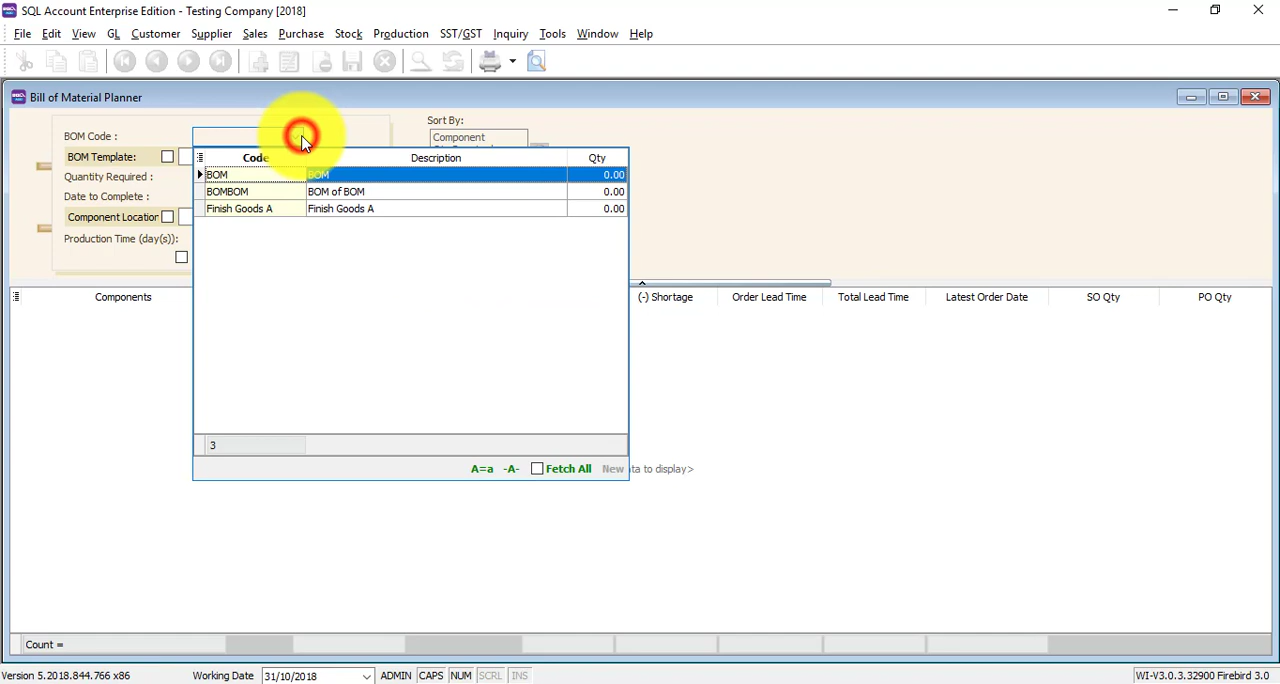 SQL Account Enterprise Edition - Testing Company [2018]
File Edit View GL Customer Supplier Sales Purchase Stock Production SST/GST Inquiry Tools Window Help
Bill of Material Planner
BOM Code :
Sort By:
Component
BOM Template:
Quantity Required :
Date to Complete :
Component Location
Production Time (day(s)):
Code Description Qty
BOM BOM 0.00
BOMBOM BOM of BOM 0.00
Finish Goods A Finish Goods A 0.00
3
A=a -A- Fetch All New
ta to display>
Components (-) Shortage Order Lead Time Total Lead Time Latest Order Date SO Qty PO Qty
Count =
Version 5.2018.844.766 x86 Working Date 31/10/2018 ADMIN CAPS NUM SCRL INS WI-V3.0.3.32900 Firebird 3.0